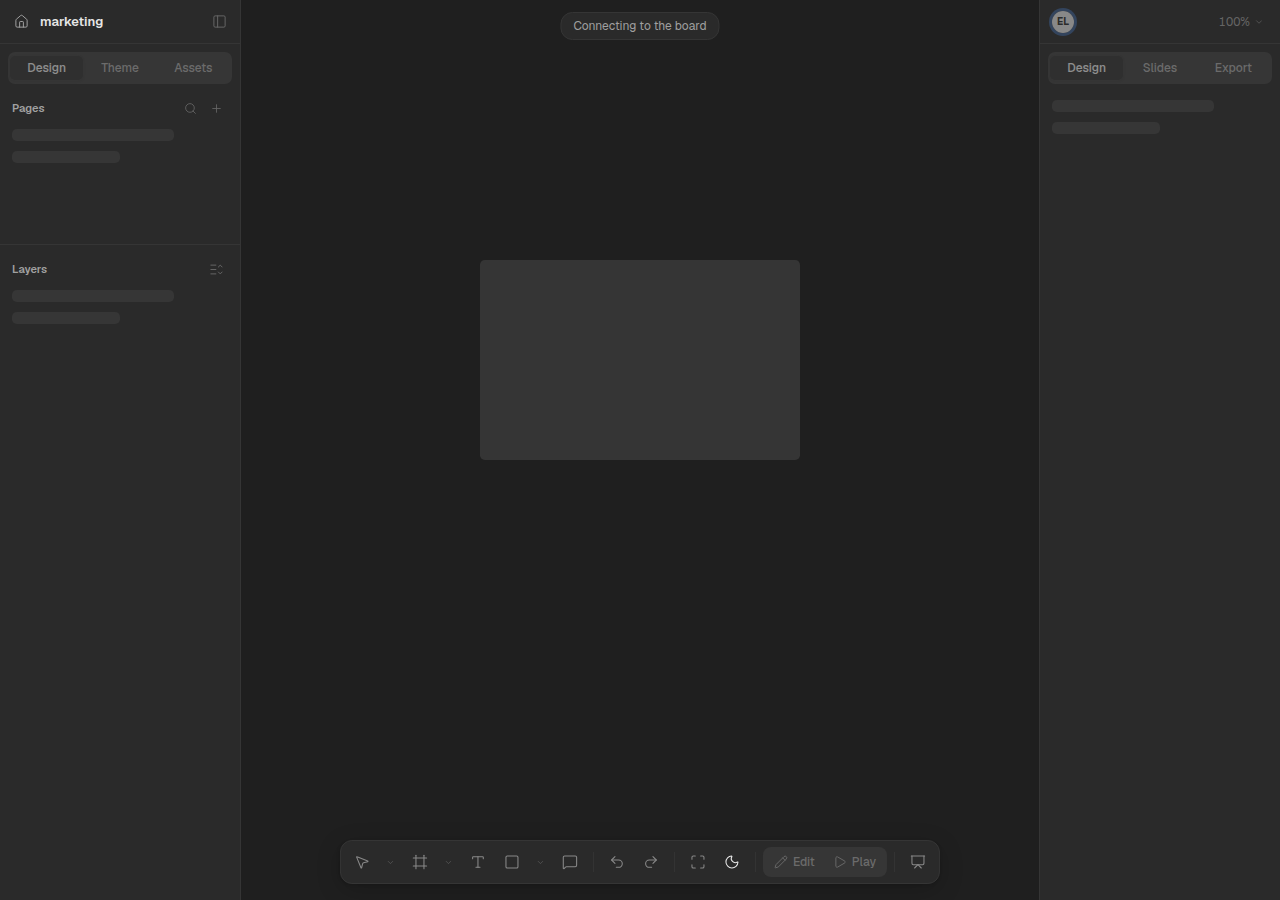 marketing
Connecting to the board
EL
100%
Design
Theme
Assets
Design
Slides
Export
Pages
Layers
Edit
Play